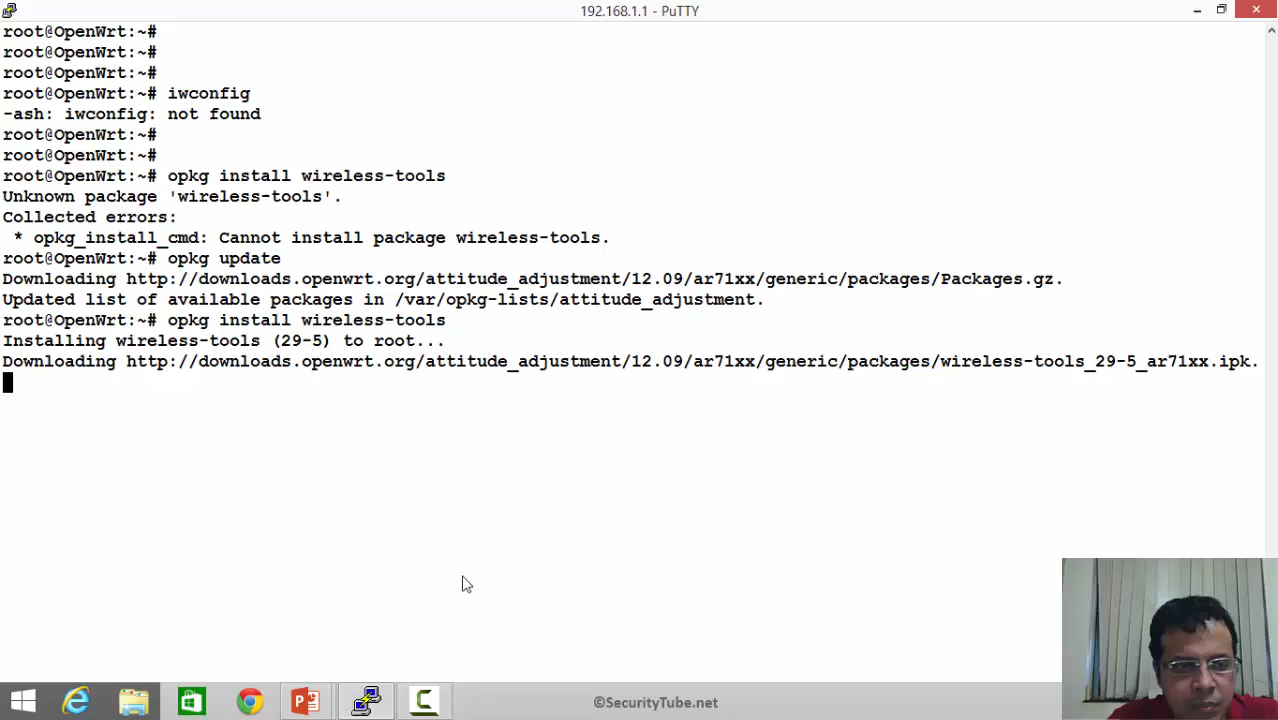 192.168.1.1 - PuTTY
root@OpenWrt:~#
root@OpenWrt:~#
root@OpenWrt:~#
root@OpenWrt:~# iwconfig
-ash: iwconfig: not found
root@OpenWrt:~#
root@OpenWrt:~#
root@OpenWrt:~# opkg install wireless-tools
Unknown package 'wireless-tools'.
Collected errors:
 * opkg_install_cmd: Cannot install package wireless-tools.
root@OpenWrt:~# opkg update
Downloading http://downloads.openwrt.org/attitude_adjustment/12.09/ar71xx/generic/packages/Packages.gz.
Updated list of available packages in /var/opkg-lists/attitude_adjustment.
root@OpenWrt:~# opkg install wireless-tools
Installing wireless-tools (29-5) to root...
Downloading http://downloads.openwrt.org/attitude_adjustment/12.09/ar71xx/generic/packages/wireless-tools_29-5_ar71xx.ipk.
©SecurityTube.net